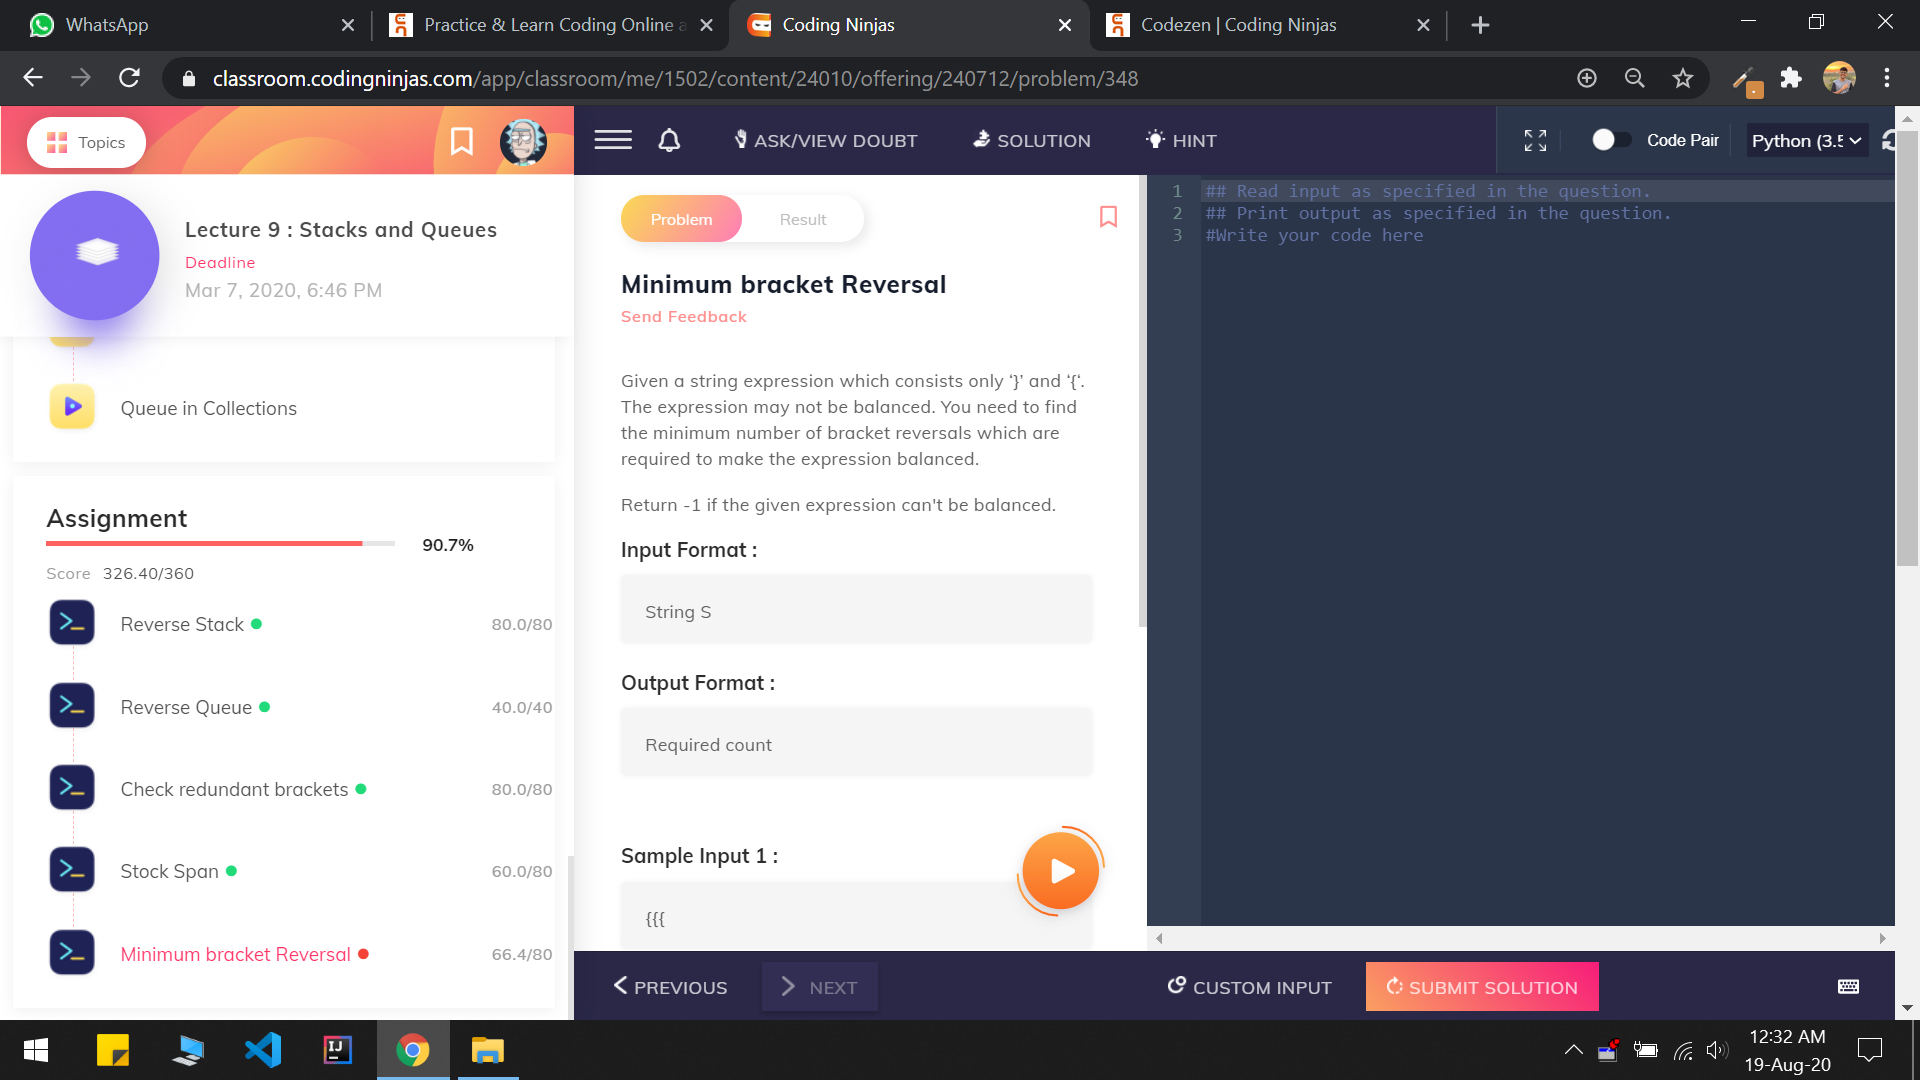 WhatsApp
Practice & Learn Coding Online a
Coding Ninjas
Codezen | Coding Ninjas
classroom.codingninjas.com/app/classroom/me/1502/content/24010/offering/240712/problem/348
Topics
ASK/VIEW DOUBT
SOLUTION
HINT
Code Pair
Python (3.5
Lecture 9 : Stacks and Queues
Deadline
Mar 7, 2020, 6:46 PM
Queue in Collections
Assignment
90.7%
Score 326.40/360
Reverse Stack 80.0/80
Reverse Queue 40.0/40
Check redundant brackets 80.0/80
Stock Span 60.0/80
Minimum bracket Reversal 66.4/80
Problem
Result
Minimum bracket Reversal
Send Feedback
Given a string expression which consists only ‘}’ and ‘{‘.
The expression may not be balanced. You need to find
the minimum number of bracket reversals which are
required to make the expression balanced.
Return -1 if the given expression can't be balanced.
Input Format :
String S
Output Format :
Required count
Sample Input 1 :
{{{
1 ## Read input as specified in the question.
2 ## Print output as specified in the question.
3 #Write your code here
PREVIOUS
NEXT
CUSTOM INPUT
SUBMIT SOLUTION
IJ
12:32 AM
19-Aug-20